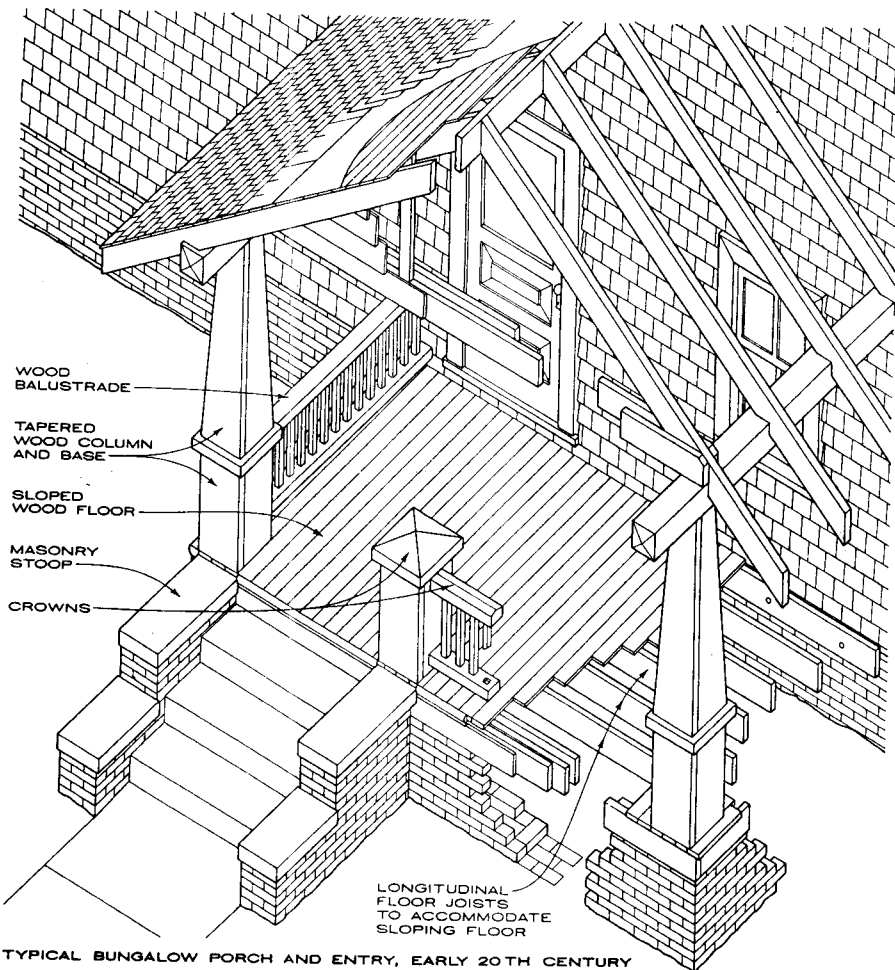 WOOD
BALUSTRADE
TAPERED
WOOD COLUMN
AND BASE
SLOPED
WOOD FLOOR
MASONRY
STOOP
CROWNS
LONGITUDINAL
FLOOR JOISTS
TO ACCOMMODATE
SLOPING FLOOR
TYPICAL BUNGALOW PORCH AND ENTRY, EARLY 20TH CENTURY